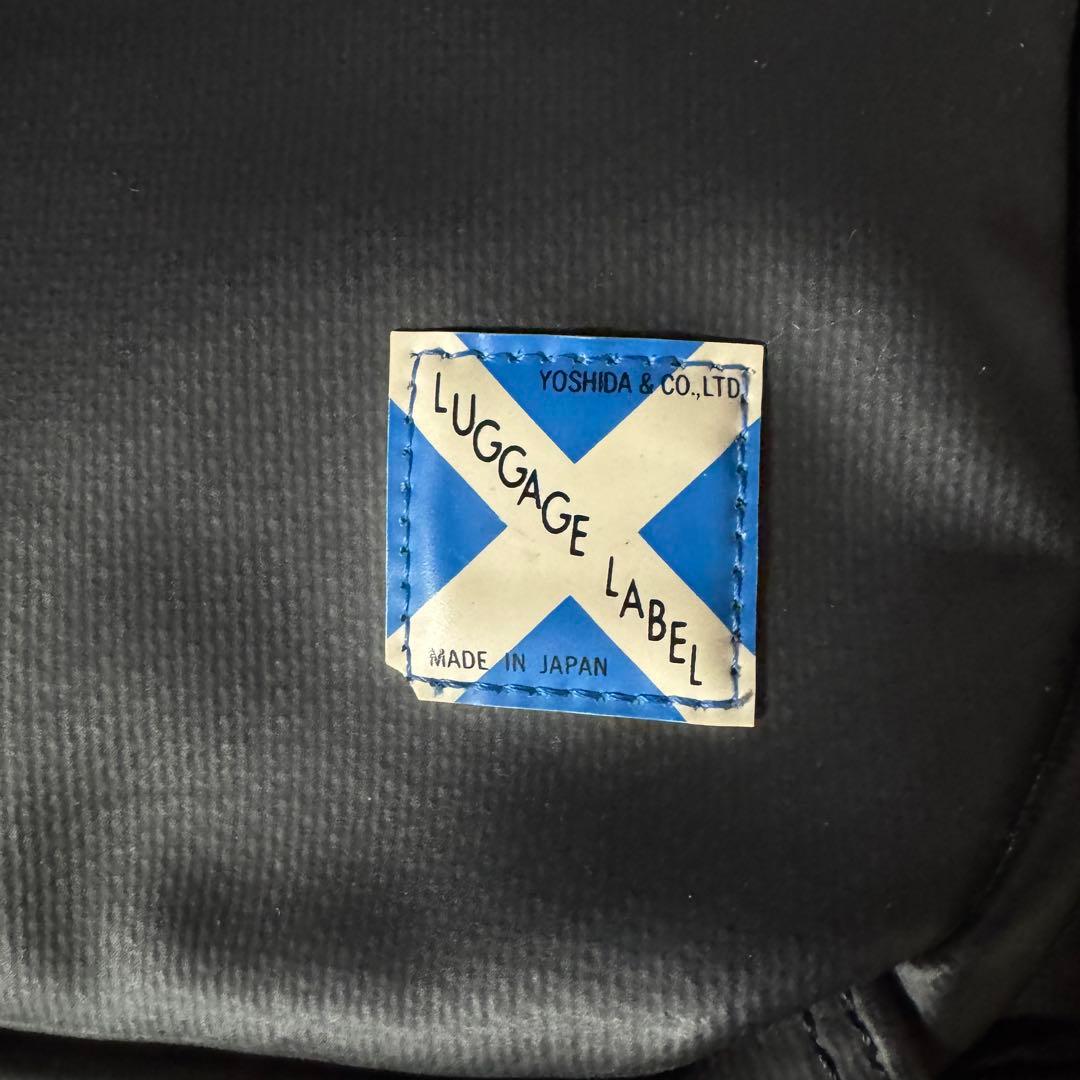 YOSHIDA & CO.,LTD.
LUGGAGE LABEL
MADE IN JAPAN